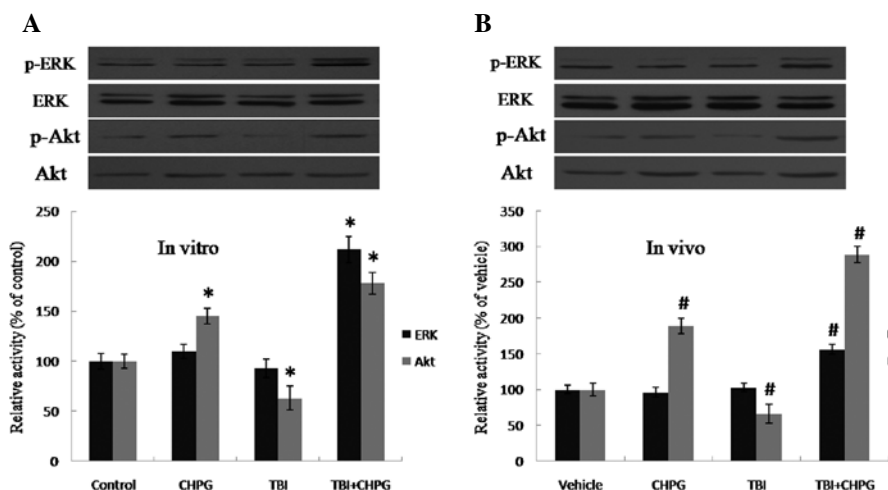 A
p-ERK
ERK
p-Akt
Akt
250
200
150
100
50
0
Relative activity (% of control)
In vitro
*
*
*
*
ERK
Akt
Control
CHPG
TBI
TBI+CHPG
B
p-ERK
ERK
p-Akt
Akt
350
300
250
200
150
100
50
0
Relative activity (% of vehicle)
In vivo
#
#
#
#
Vehicle
CHPG
TBI
TBI+CHPG